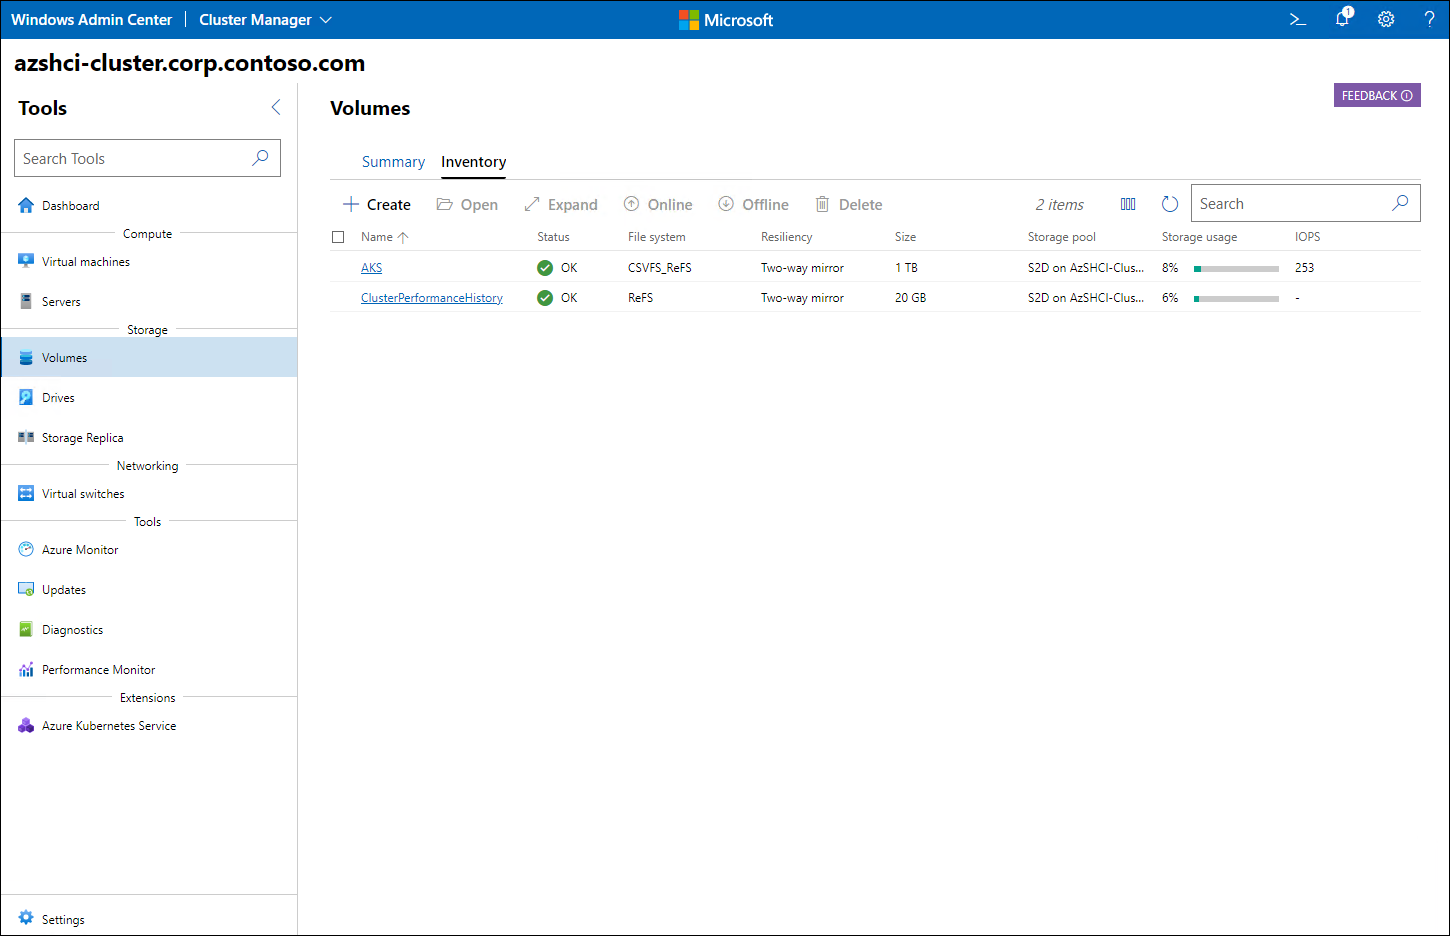 Windows Admin Center | Cluster Manager Microsoft 1 ?
azshci-cluster.corp.contoso.com
Tools
Search Tools
Dashboard
Compute
Virtual machines
Servers
Storage
Volumes
Drives
Storage Replica
Networking
Virtual switches
Tools
Azure Monitor
Updates
Diagnostics
Performance Monitor
Extensions
Azure Kubernetes Service
Settings
Volumes
FEEDBACK
Summary Inventory
Create Open Expand Online Offline Delete 2 items Search
Name Status File system Resiliency Size Storage pool Storage usage IOPS
AKS OK CSVFS_ReFS Two-way mirror 1 TB S2D on AzSHCI-Clus... 8% 253
ClusterPerformanceHistory OK ReFS Two-way mirror 20 GB S2D on AzSHCI-Clus... 6% -